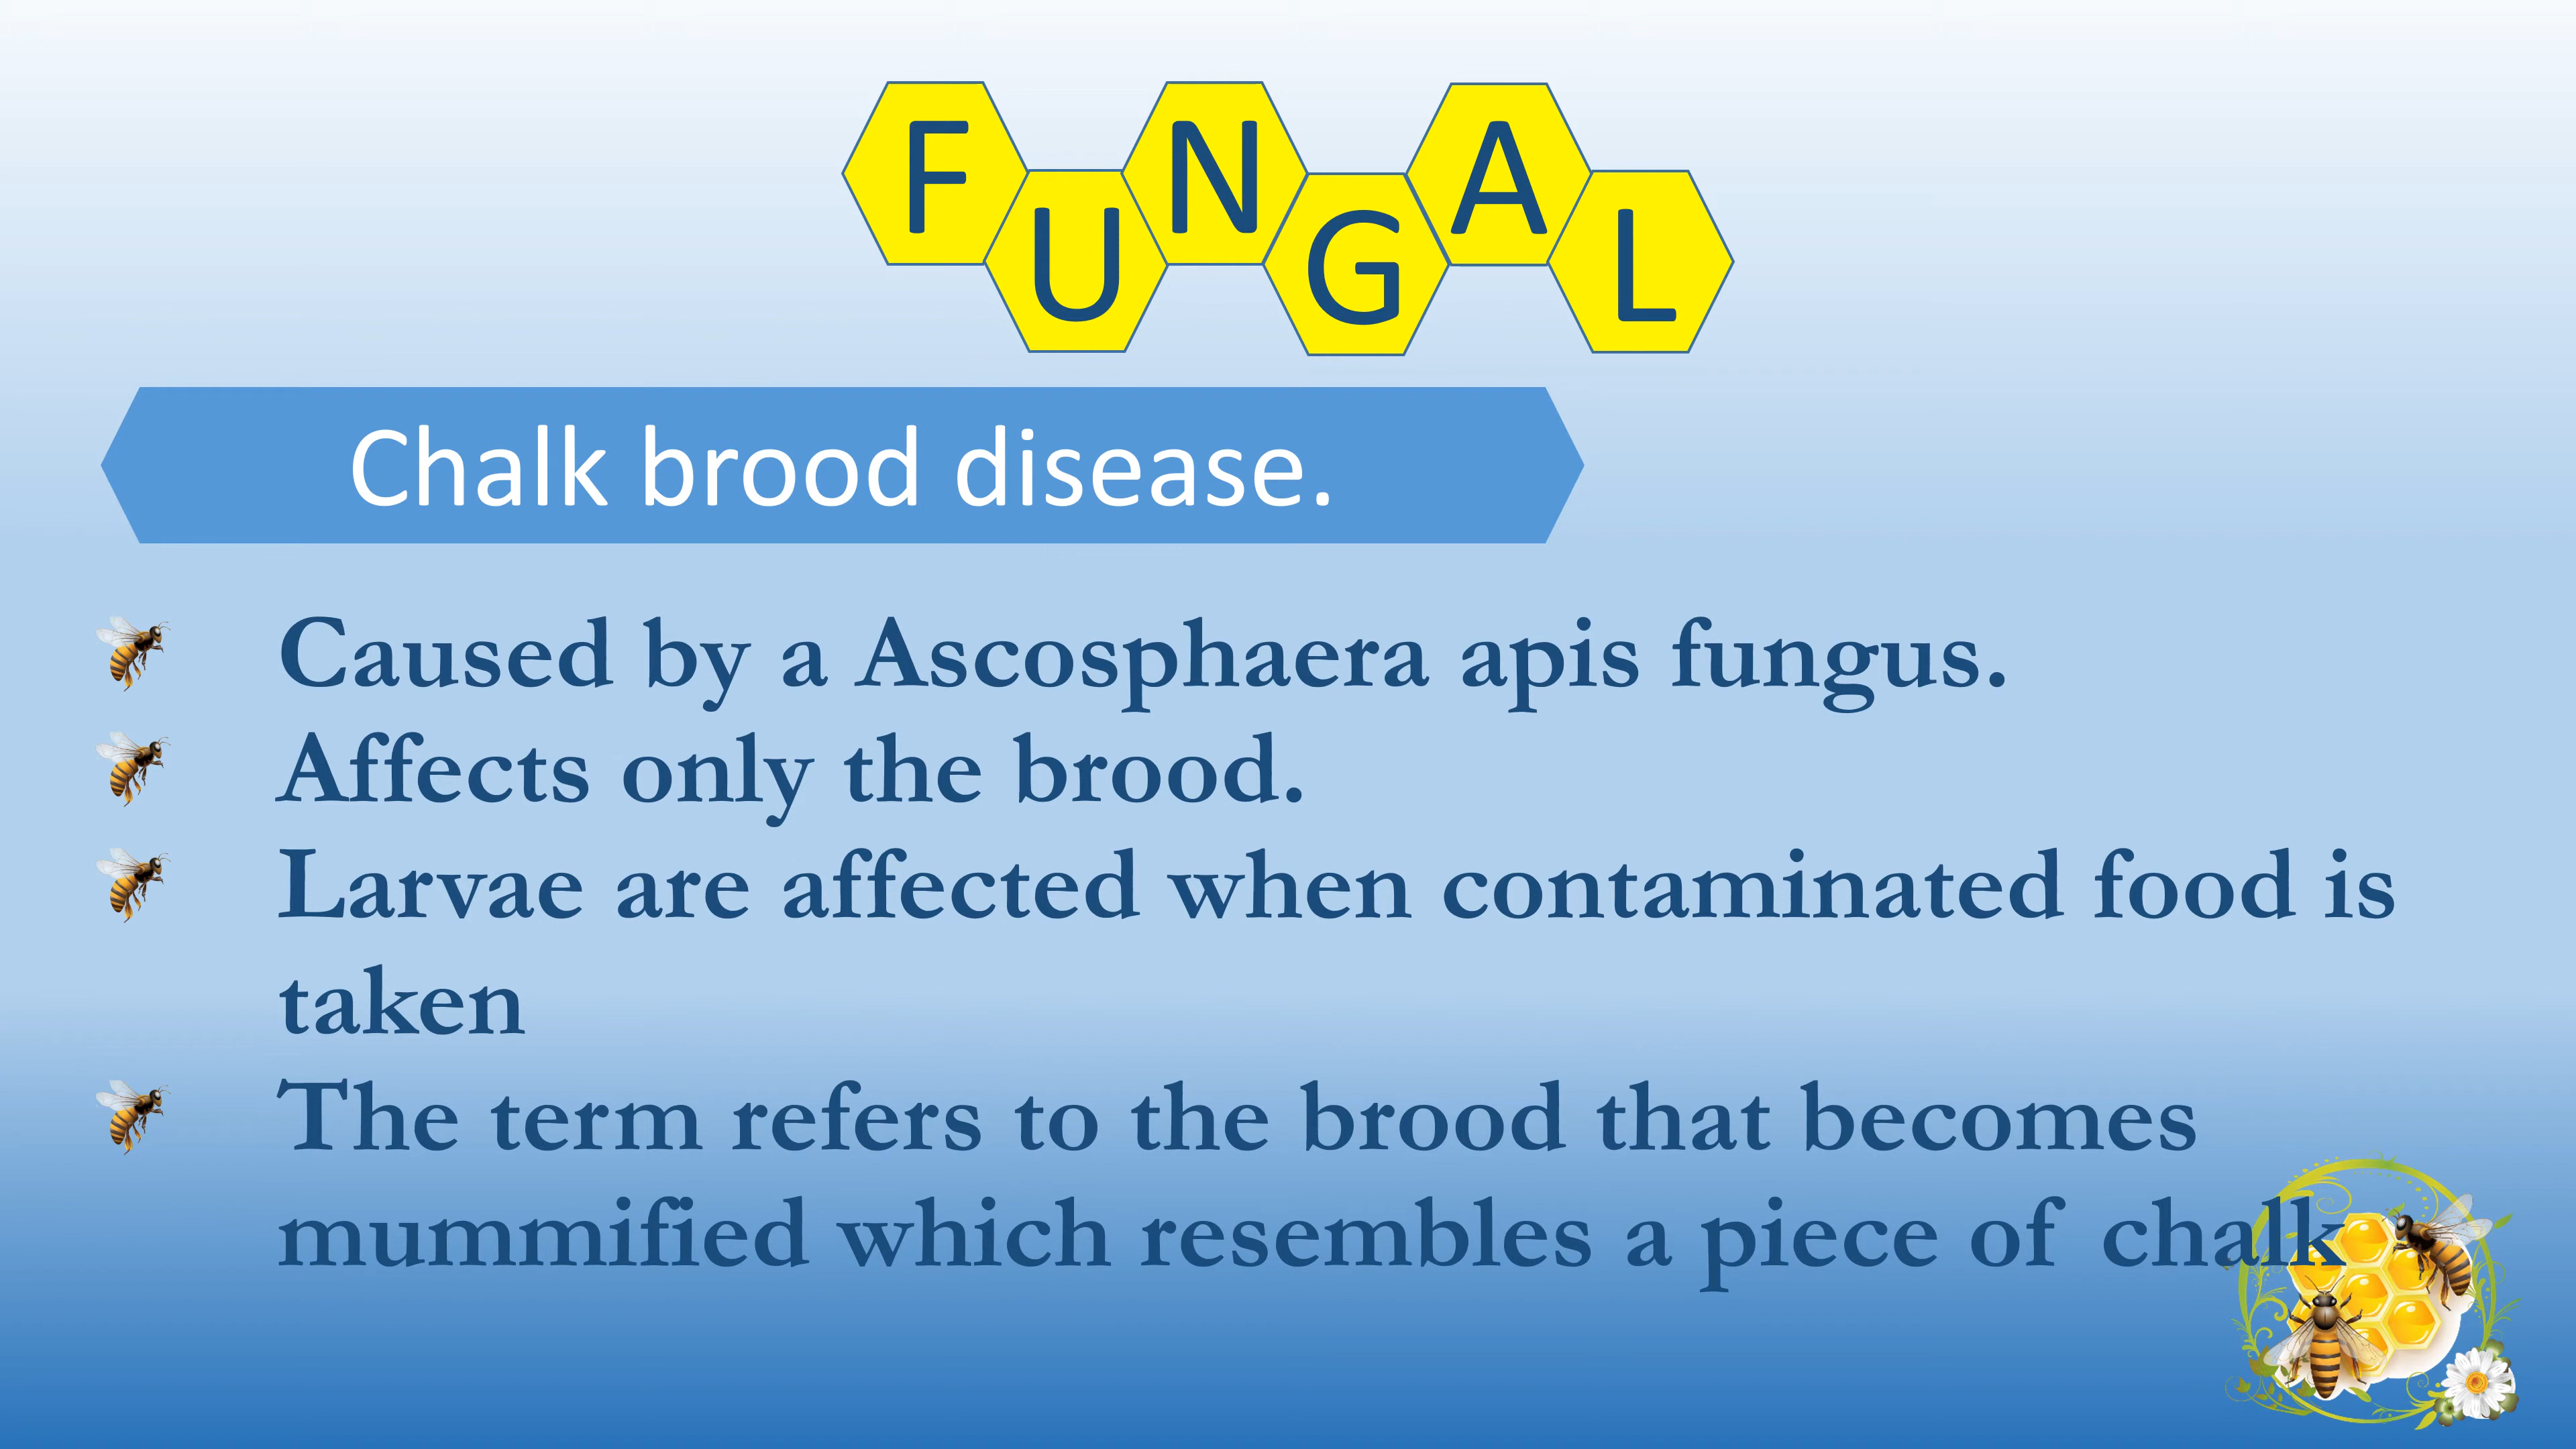 FUNGAL
Chalk brood disease.
Caused by a Ascosphaera apis fungus.
Affects only the brood.
Larvae are affected when contaminated food is
taken
The term refers to the brood that becomes
mummified which resembles a piece of chalk